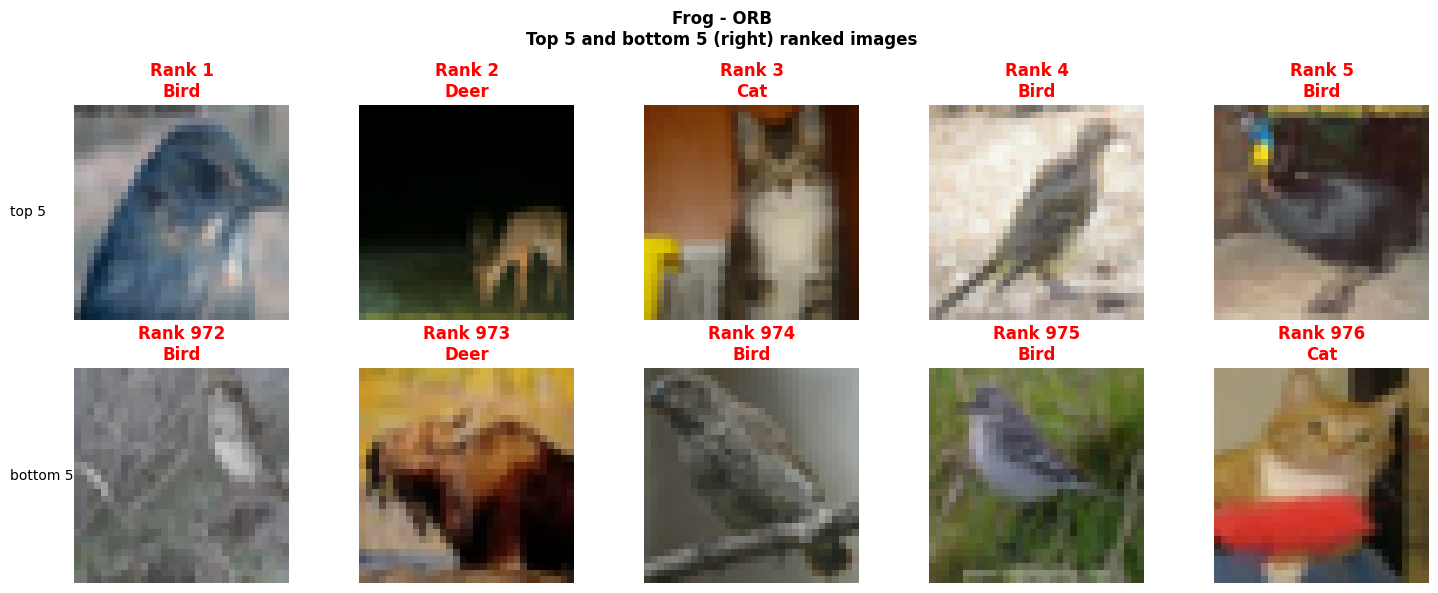 Frog - ORB
Top 5 and bottom 5 (right) ranked images
Rank 1
Bird
Rank 2
Deer
Rank 3
Cat
Rank 4
Bird
Rank 5
Bird
top 5
Rank 972
Bird
Rank 973
Deer
Rank 974
Bird
Rank 975
Bird
Rank 976
Cat
bottom 5